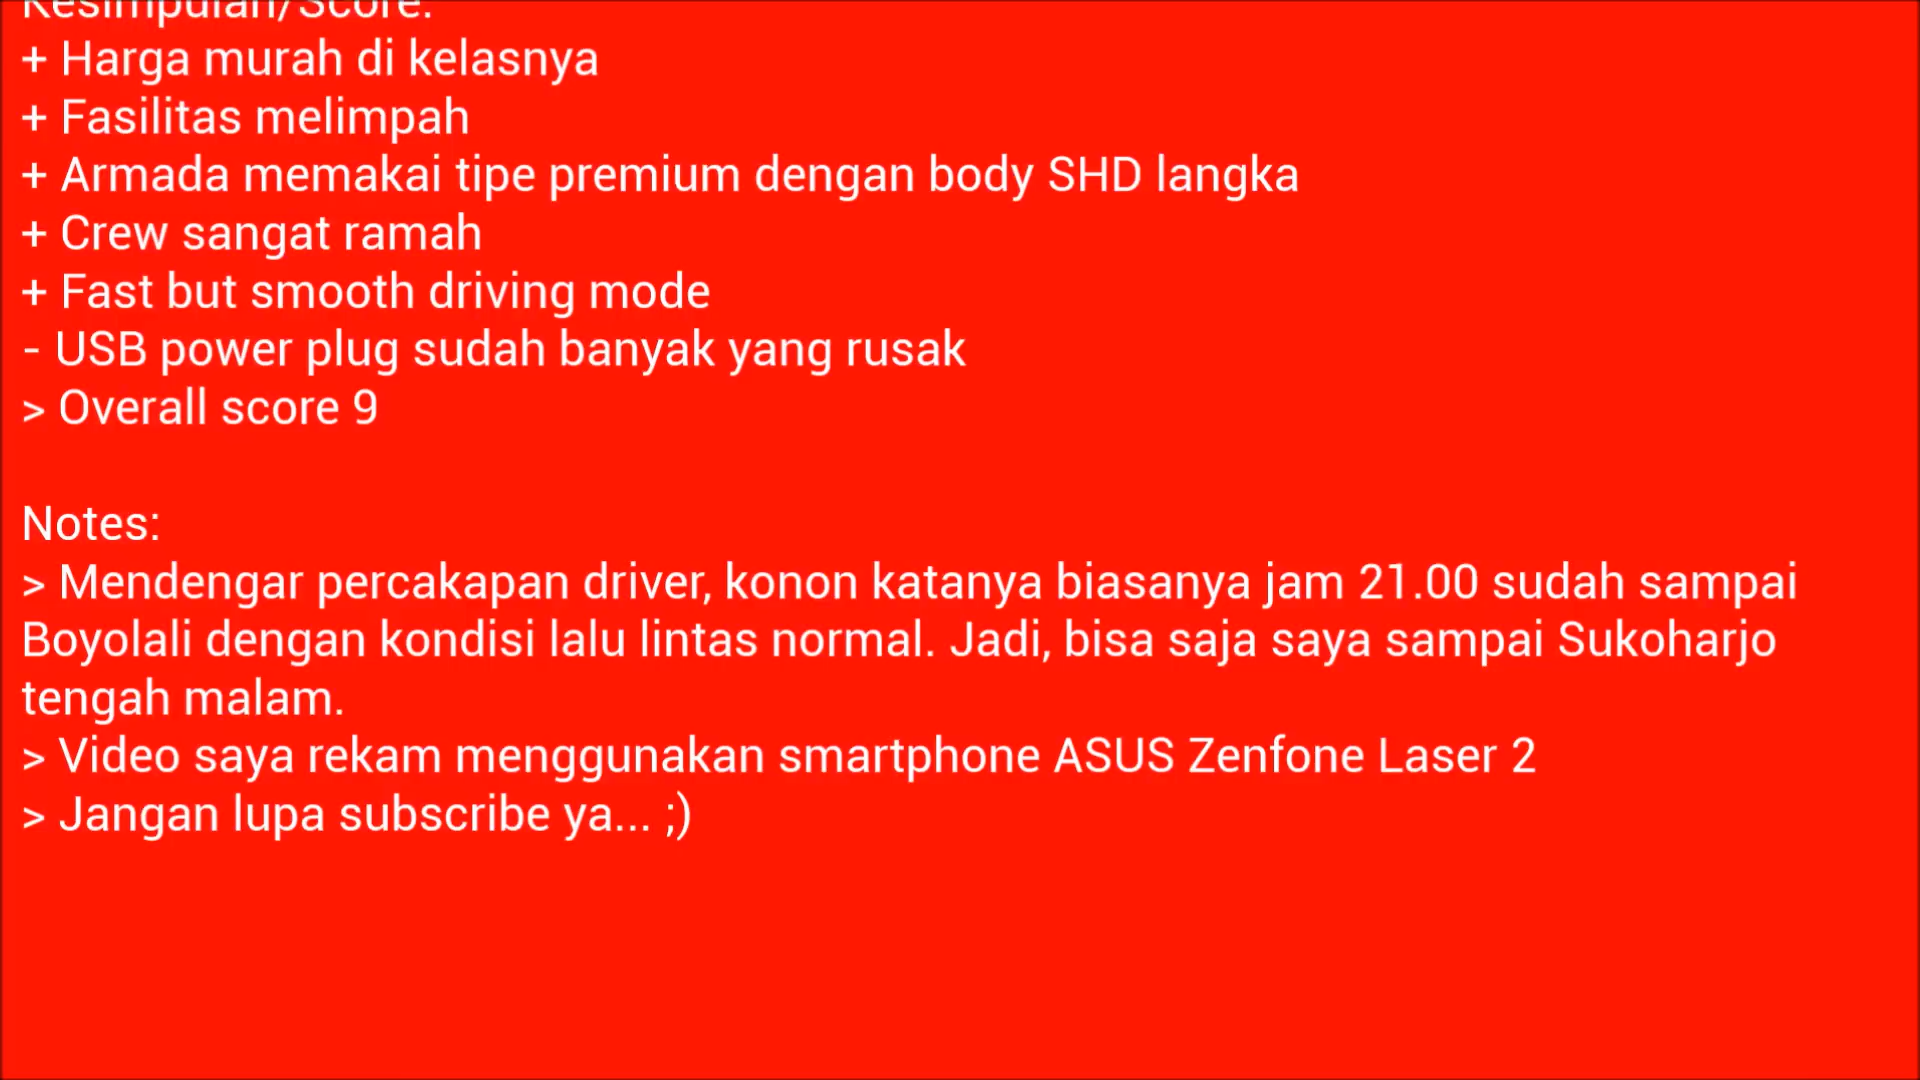 Kesimpulan/Score:
+ Harga murah di kelasnya
+ Fasilitas melimpah
+ Armada memakai tipe premium dengan body SHD langka
+ Crew sangat ramah
+ Fast but smooth driving mode
- USB power plug sudah banyak yang rusak
> Overall score 9
Notes:
> Mendengar percakapan driver, konon katanya biasanya jam 21.00 sudah sampai
Boyolali dengan kondisi lalu lintas normal. Jadi, bisa saja saya sampai Sukoharjo
tengah malam.
> Video saya rekam menggunakan smartphone ASUS Zenfone Laser 2
> Jangan lupa subscribe ya... ;)